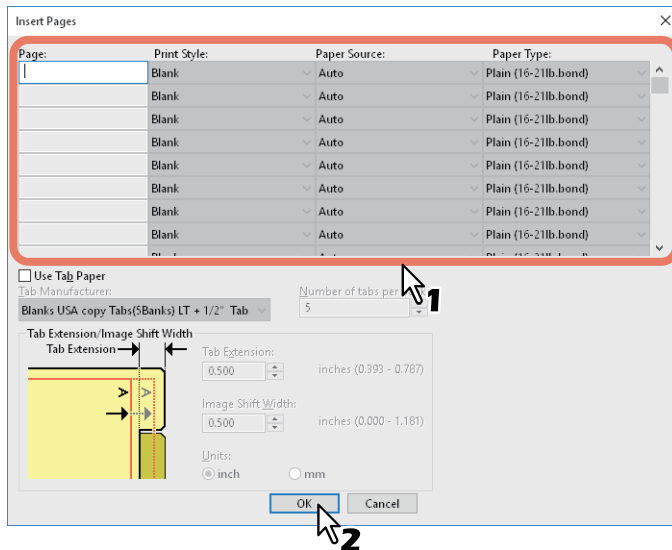 Insert Pages
Page: Print Style: Paper Source: Paper Type:
Blank Auto Plain (16-21lb.bond)
Blank Auto Plain (16-21lb.bond)
Blank Auto Plain (16-21lb.bond)
Blank Auto Plain (16-21lb.bond)
Blank Auto Plain (16-21lb.bond)
Blank Auto Plain (16-21lb.bond)
Blank Auto Plain (16-21lb.bond)
Blank Auto Plain (16-21lb.bond)
Use Tab Paper
Tab Manufacturer: Number of tabs per
1
Blanks USA copy Tabs(5Banks) LT + 1/2" Tab 5
Tab Extension/Image Shift Width
Tab Extension
Tab Extension:
0.500 inches (0.393 - 0.787)
A A
Image Shift Width:
0.500 inches (0.000 - 1.181)
Units:
inch mm
OK Cancel
2